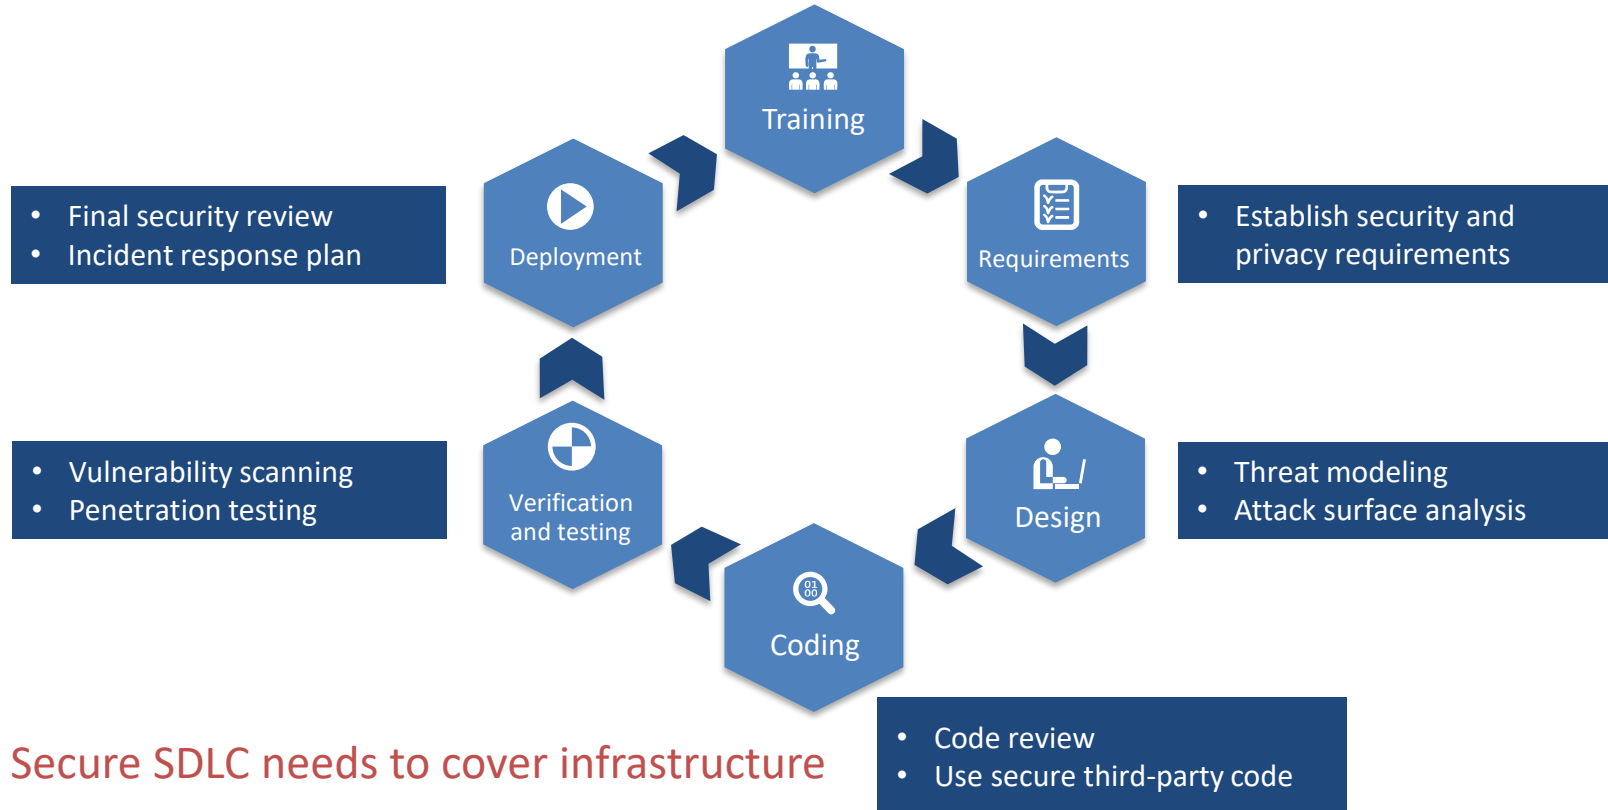 Training
Deployment
Requirements
• Final security review
• Incident response plan
• Establish security and
privacy requirements
• Vulnerability scanning
• Penetration testing
Verification
and testing
Design
• Threat modeling
• Attack surface analysis
01
00
Coding
• Code review
• Use secure third-party code
Secure SDLC needs to cover infrastructure